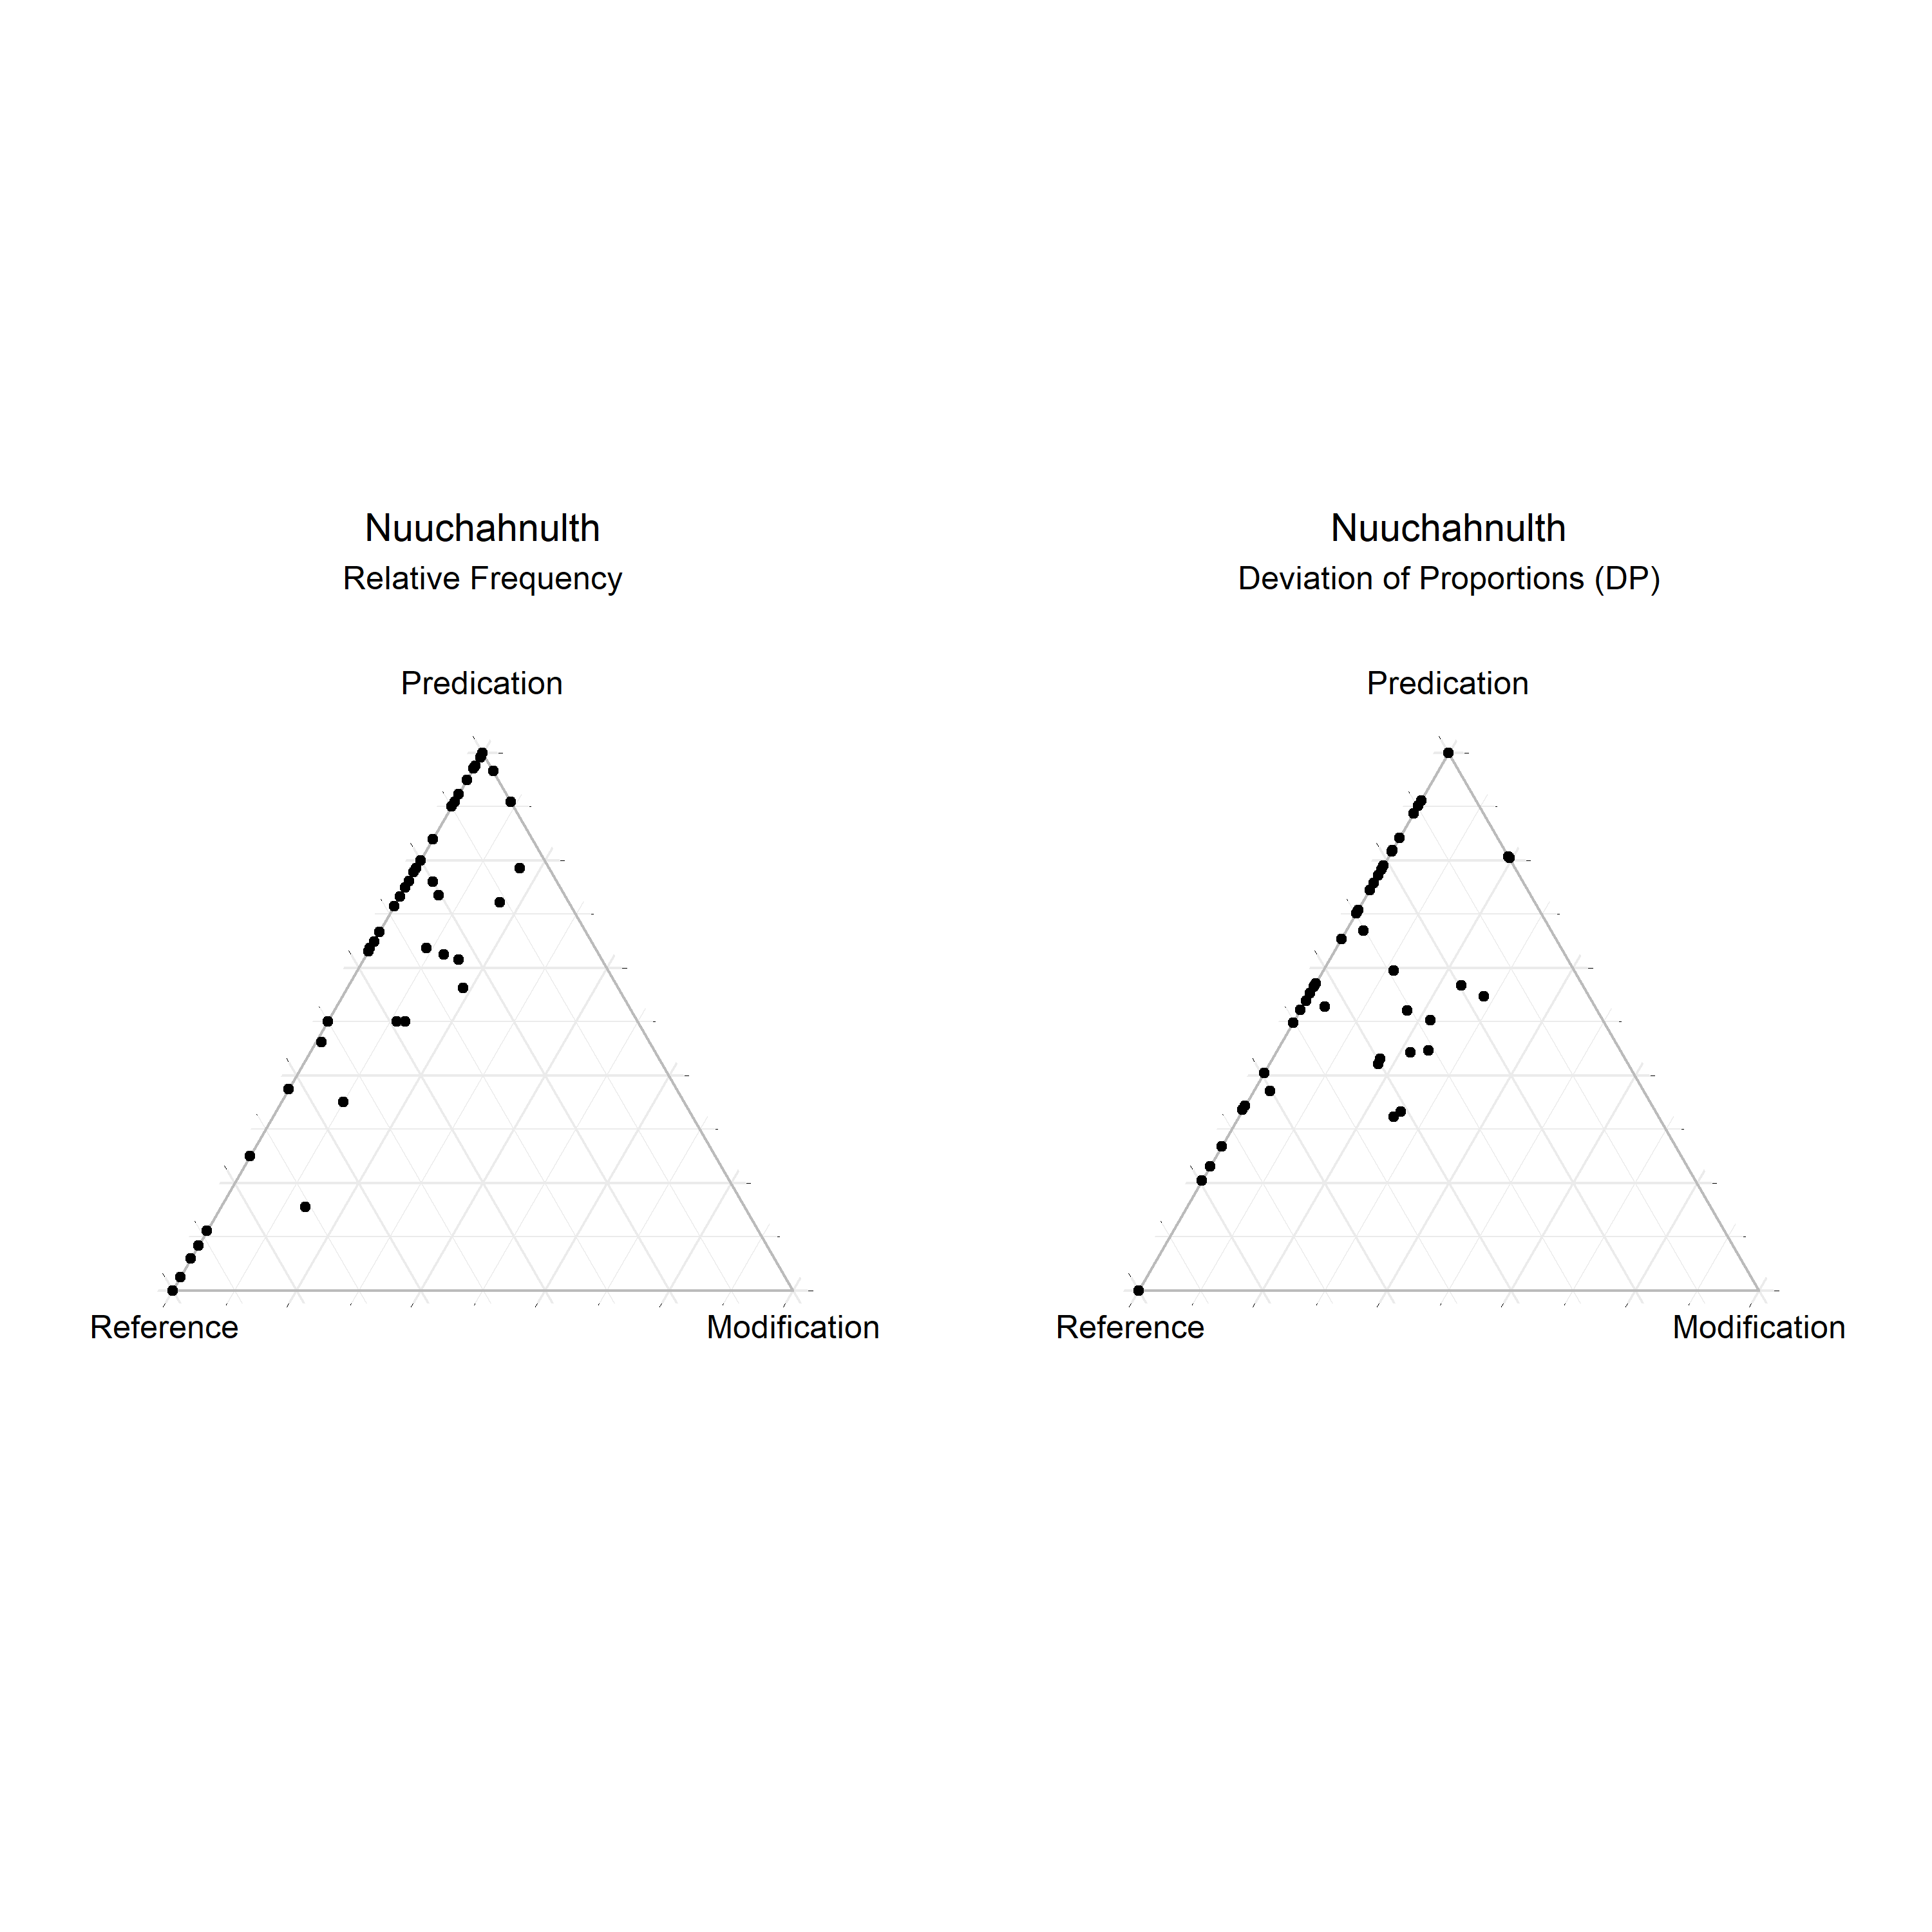 Nuuchahnulth
Relative Frequency
Predication
Reference
Modification
Nuuchahnulth
Deviation of Proportions (DP)
Predication
Reference
Modification